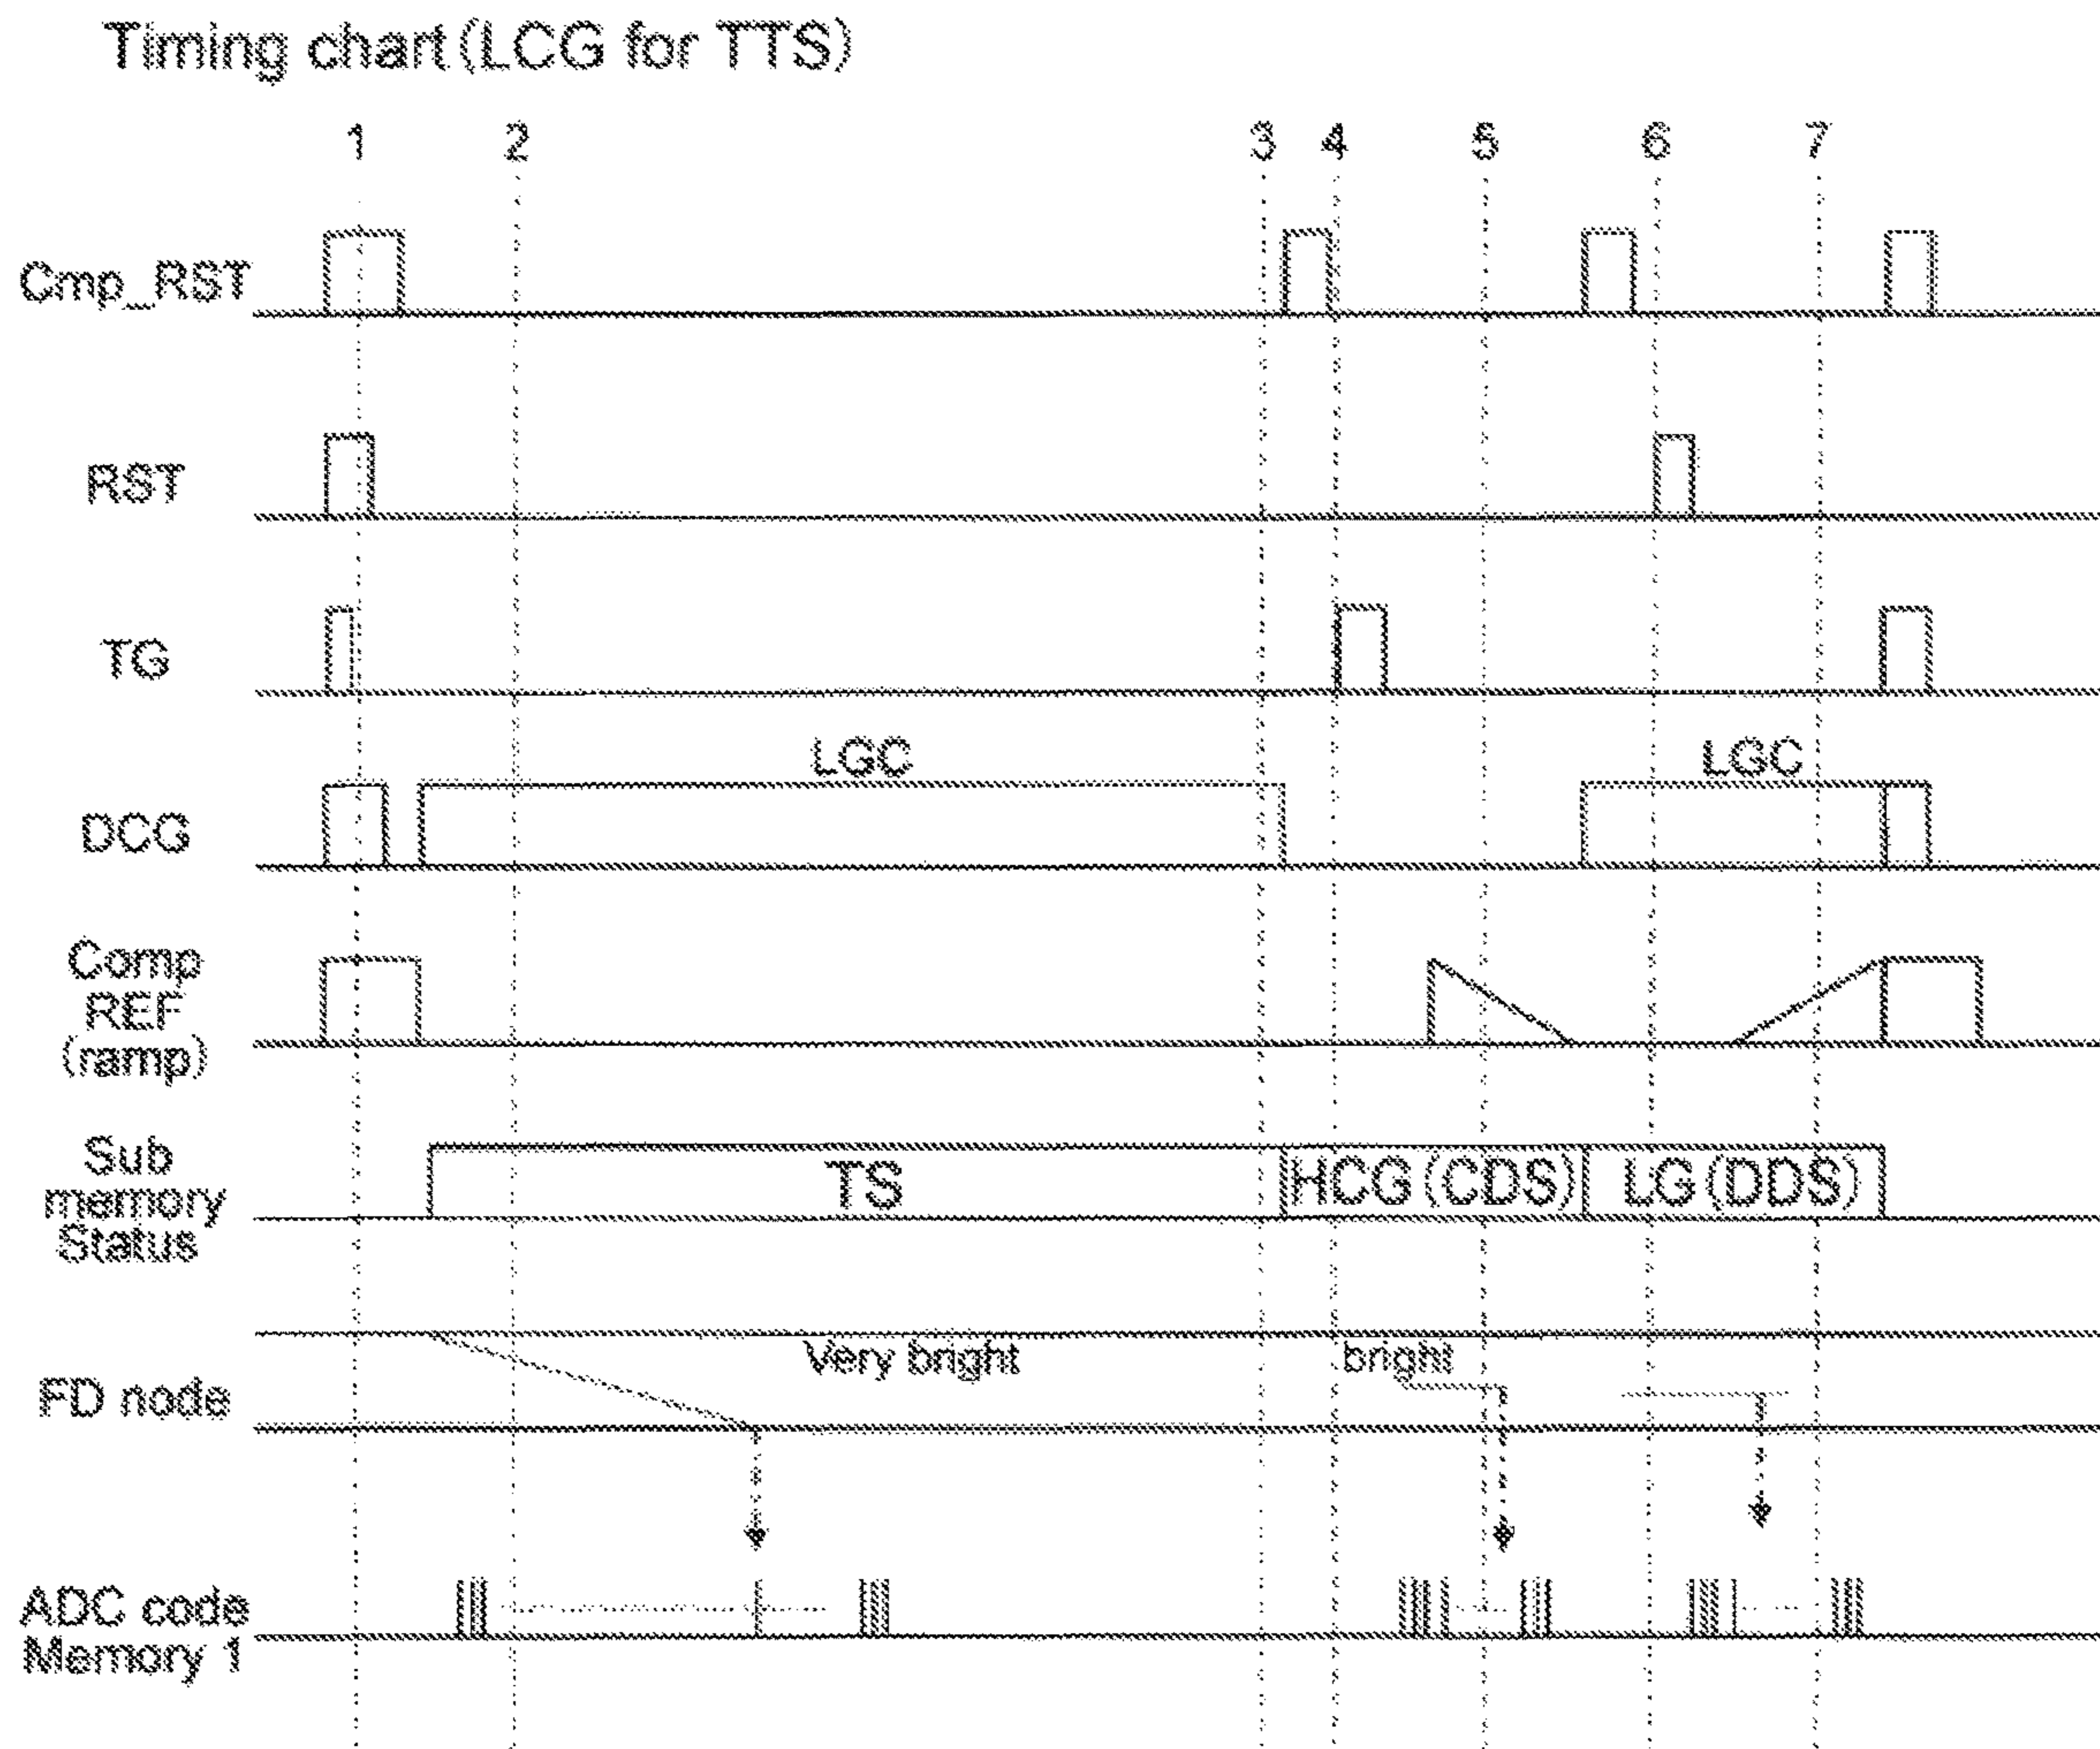 Timing chart (LCG for TTS)
1 2 3 4 5 6 7
Cmp_RST
RST
TG
LGC LGC
DCG
Comp
REF
(ramp)
Sub
memory
Status
TS HCG (CDS) LG (DDS)
Very bright bright
FD node
ADC code
Memory 1